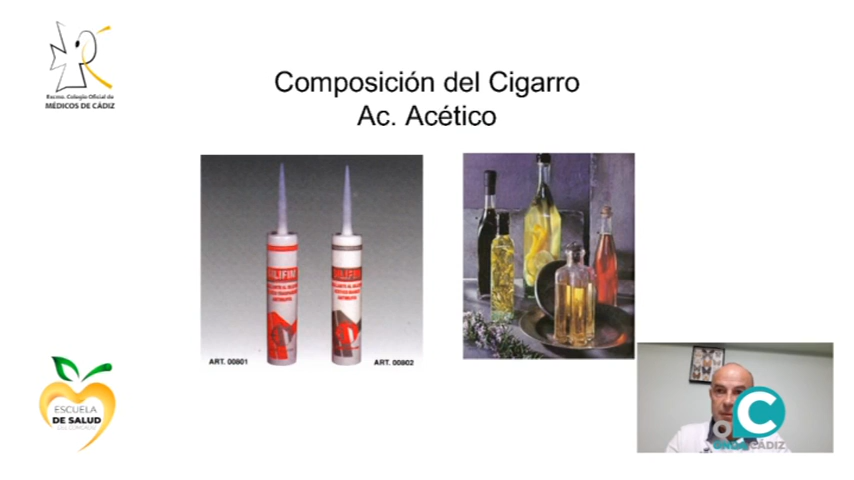 Excmo. Colegio Oficial de
MÉDICOS DE CÁDIZ
Composición del Cigarro
Ac. Acético
ART. 00801
ART. 00802
ESCUELA
DE SALUD
CÁDIZ